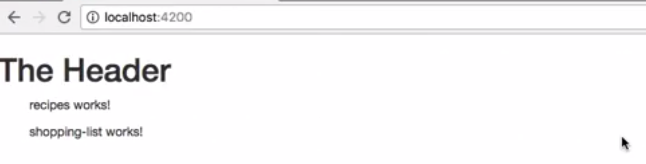 localhost:4200
The Header
recipes works!
shopping-list works!